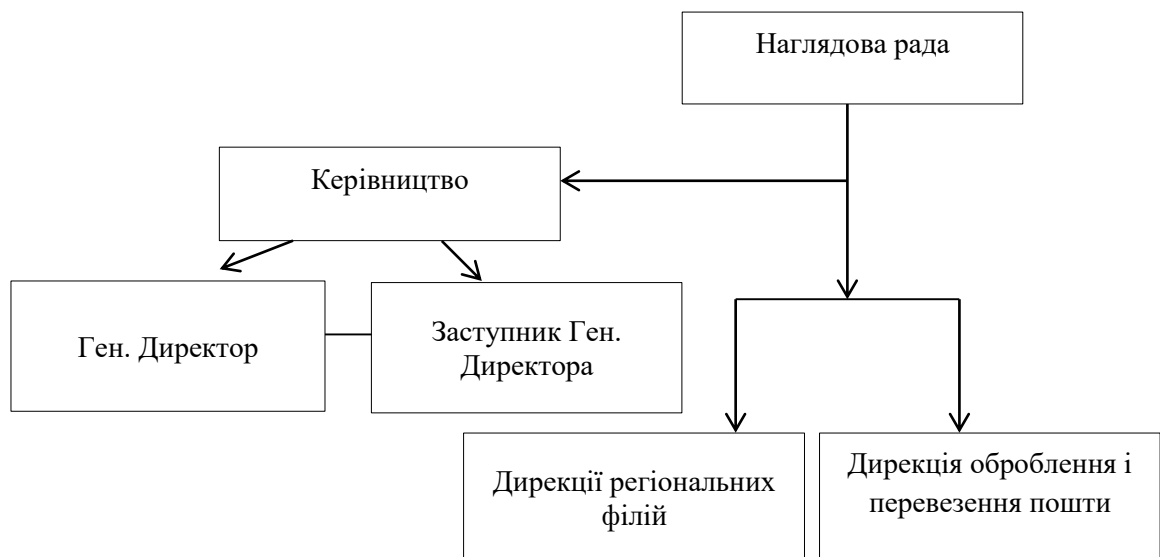 Наглядова рада
Керівництво
Ген. Директор
Заступник Ген.
Директора
Дирекції регіональних
філій
Дирекція оброблення і
перевезення пошти